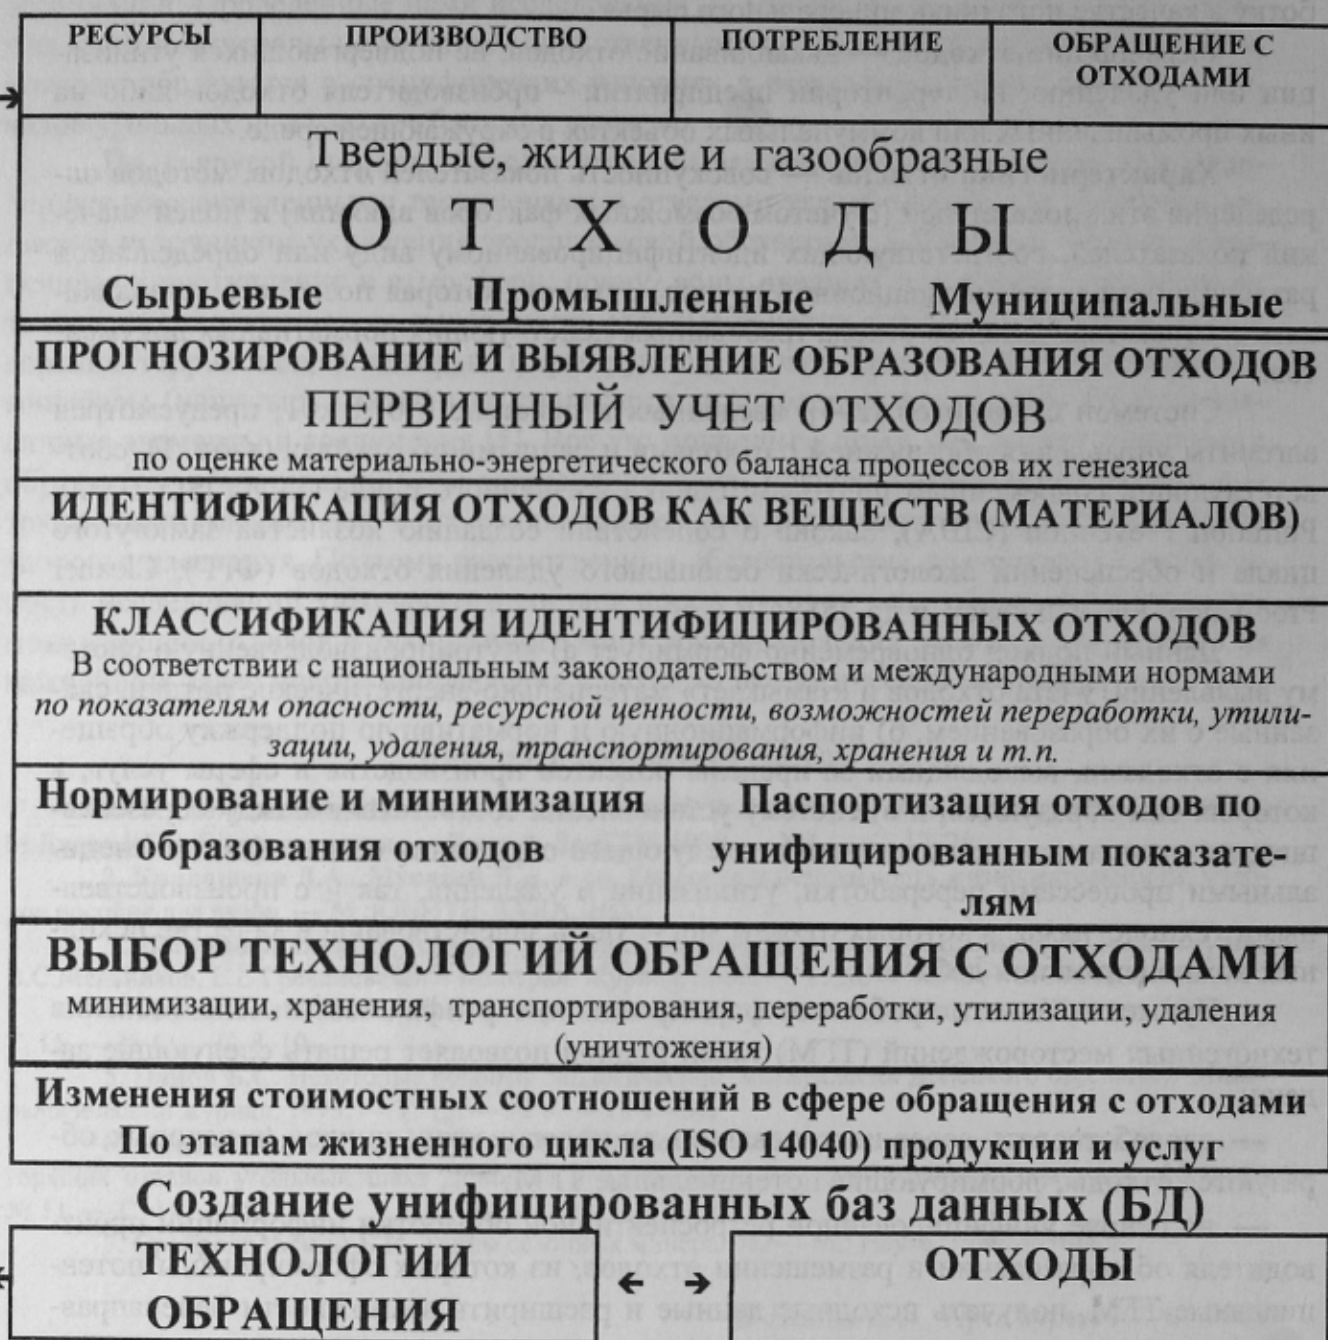 РЕСУРСЫ
ПРОИЗВОДСТВО
ПОТРЕБЛЕНИЕ
ОБРАЩЕНИЕ С
ОТХОДАМИ
Твердые, жидкие и газообразные
О Т Х О Д Ы
Сырьевые Промышленные Муниципальные
ПРОГНОЗИРОВАНИЕ И ВЫЯВЛЕНИЕ ОБРАЗОВАНИЯ ОТХОДОВ
ПЕРВИЧНЫЙ УЧЕТ ОТХОДОВ
по оценке материально-энергетического баланса процессов их генезиса
ИДЕНТИФИКАЦИЯ ОТХОДОВ КАК ВЕЩЕСТВ (МАТЕРИАЛОВ)
КЛАССИФИКАЦИЯ ИДЕНТИФИЦИРОВАННЫХ ОТХОДОВ
В соответствии с национальным законодательством и международными нормами
по показателям опасности, ресурсной ценности, возможностей переработки, утили-
зации, удаления, транспортирования, хранения и т.п.
Нормирование и минимизация
образования отходов
Паспортизация отходов по
унифицированным показате-
лям
ВЫБОР ТЕХНОЛОГИЙ ОБРАЩЕНИЯ С ОТХОДАМИ
минимизации, хранения, транспортирования, переработки, утилизации, удаления
(уничтожения)
Изменения стоимостных соотношений в сфере обращения с отходами
По этапам жизненного цикла (ISO 14040) продукции и услуг
Создание унифицированных баз данных (БД)
ТЕХНОЛОГИИ
ОБРАЩЕНИЯ
ОТХОДЫ